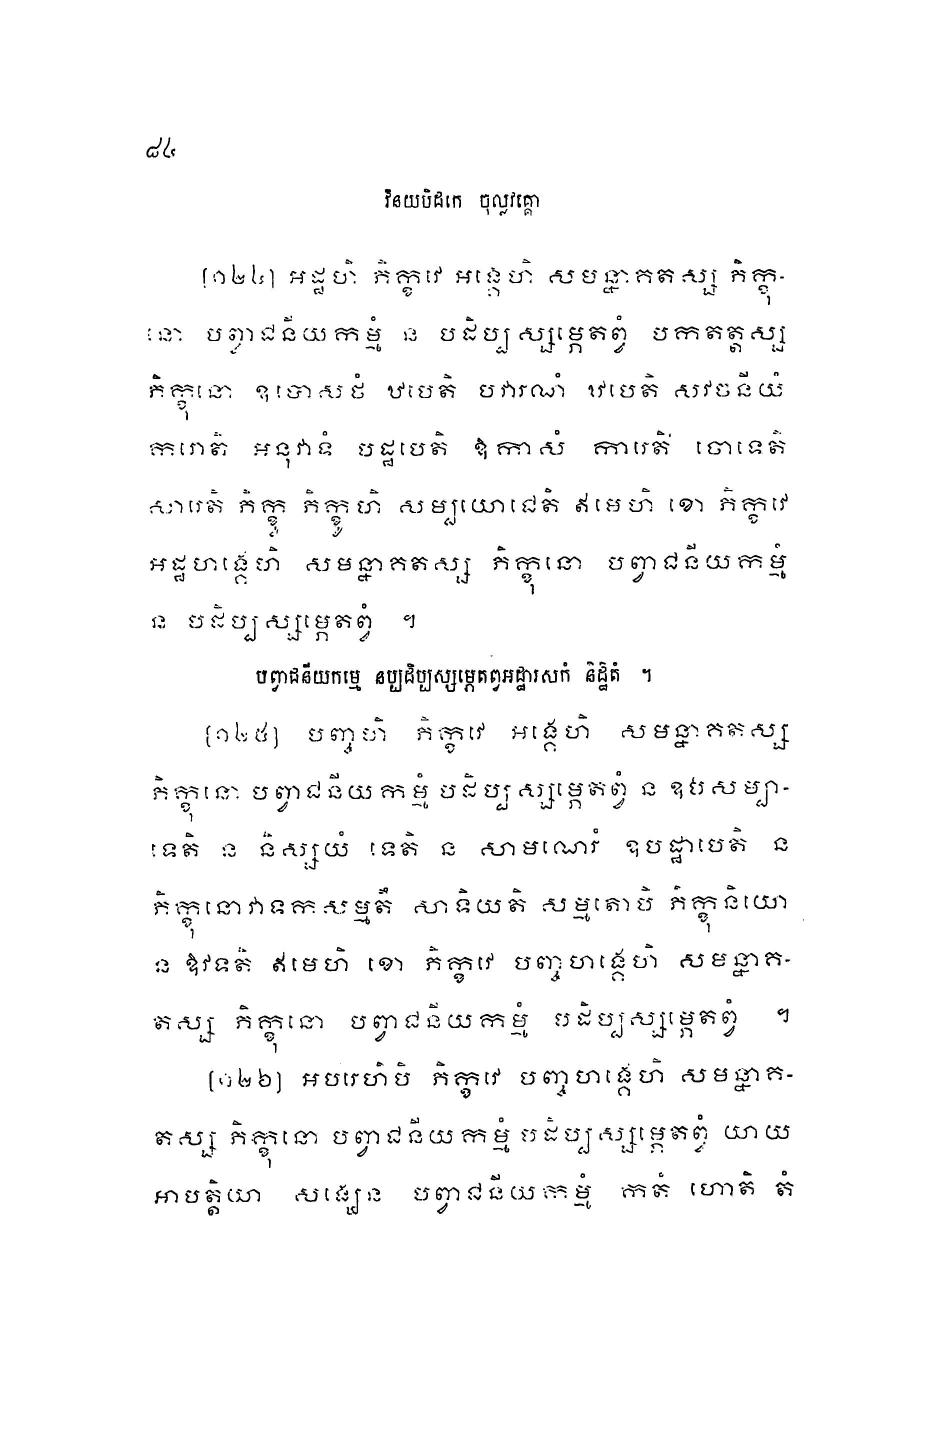 ៨៤
វិនយបិដកេ ចុល្លវគ្គោ
[១២៤] អដ្ឋហិ ភិក្ខវេ អង្គេហិ សមន្នាគតស្ស ភិក្ខុ-
នោ បព្វាជនីយកម្មំ ន បដិប្បស្សម្ភេតព្វំ បកតត្តស្ស
ភិក្ខុនោ ឧបោសថំ ឋបេតិ បវារណំ ឋបេតិ សវចនីយំ
ករោតិ អនុវាទំ បដ្ឋបេតិ ឱកាសំ ការេតិ ចោទេតិ
សារេតិ ភិក្ខូ ភិក្ខូហិ សម្បយោជេតិ ឥមេហិ ខោ ភិក្ខវេ
អដ្ឋហង្គេហិ សមន្នាគតស្ស ភិក្ខុនោ បព្វាជនីយកម្មំ
ន បដិប្បស្សម្ភេតព្វំ ។
បព្វាជនីយកម្មេ នប្បដិប្បស្សម្ភេតព្វអដ្ឋារសកំ និដ្ឋិតំ ។
[១២៥] បញ្ចហិ ភិក្ខវេ អង្គេហិ សមន្នាគតស្ស
ភិក្ខុនោ បព្វាជនីយកម្មំ បដិប្បស្សម្ភេតព្វំ ន ឧបសម្បា-
ទេតិ ន និស្សយំ ទេតិ ន សាមណេរំ ឧបដ្ឋាបេតិ ន
ភិក្ខុនោវាទកសម្មតឹ សាទិយតិ សម្មតោបិ ភិក្ខុនិយោ
ន ឱវទតិ ឥមេហិ ខោ ភិក្ខវេ បញ្ចហង្គេហិ សមន្នាគ-
តស្ស ភិក្ខុនោ បព្វាជនីយកម្មំ បដិប្បស្សម្ភេតព្វំ ។
[១២៦] អបរេហិបិ ភិក្ខវេ បញ្ចហង្គេហិ សមន្នាគ-
តស្ស ភិក្ខុនោ បព្វាជនីយកម្មំ បដិប្បស្សម្ភេតព្វំ យាយ
អាបត្តិយា សង្ឃេន បព្វាជនីយកម្មំ កតំ ហោតិ តំ